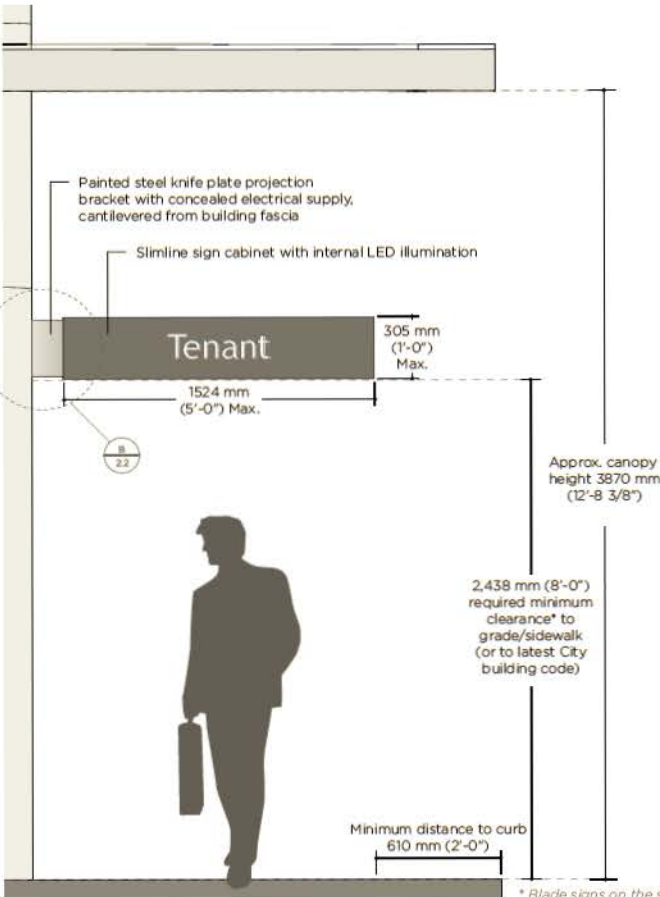 Painted steel knife plate projection
bracket with concealed electrical supply,
cantilevered from building fascia
Slimline sign cabinet with internal LED illumination
Tenant
305 mm
(1'-0")
Max.
1524 mm
(5'-0") Max.
B
2.2
Approx. canopy
height 3870 mm
(12'-8 3/8")
2,438 mm (8'-0")
required minimum
clearance* to
grade/sidewalk
(or to latest City
building code)
Minimum distance to curb
610 mm (2'-0")
* Blade signs on the s